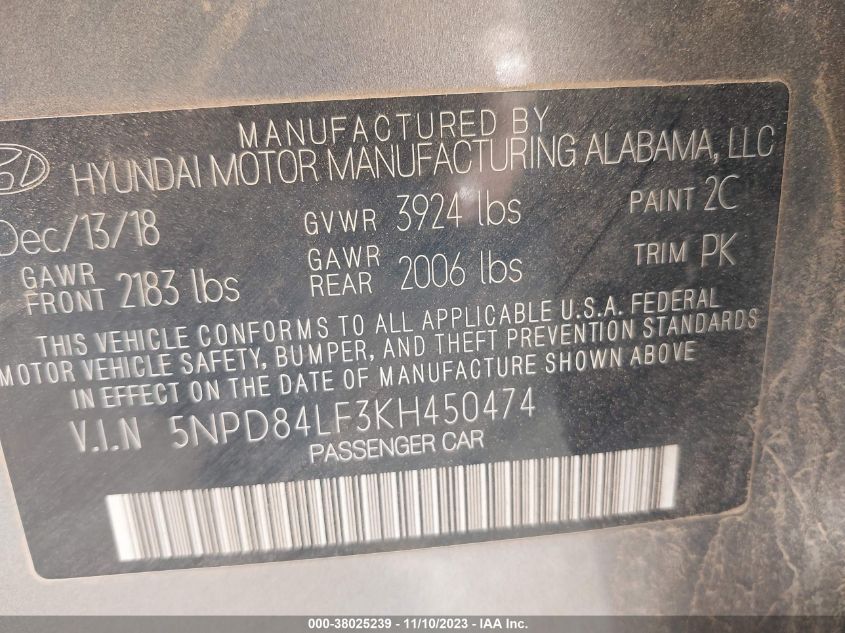 MANUFACTURED BY
HYUNDAI MOTOR MANUFACTURING ALABAMA, LLC
Dec/13/18 GVWR 3924 lbs PAINT 2C
GAWR FRONT 2183 lbs GAWR REAR 2006 lbs TRIM PK
THIS VEHICLE CONFORMS TO ALL APPLICABLE U.S.A. FEDERAL
MOTOR VEHICLE SAFETY, BUMPER, AND THEFT PREVENTION STANDARDS
IN EFFECT ON THE DATE OF MANUFACTURE SHOWN ABOVE
V.I.N 5NPD84LF3KH450474
PASSENGER CAR
000-38025239 - 11/10/2023 - IAA Inc.